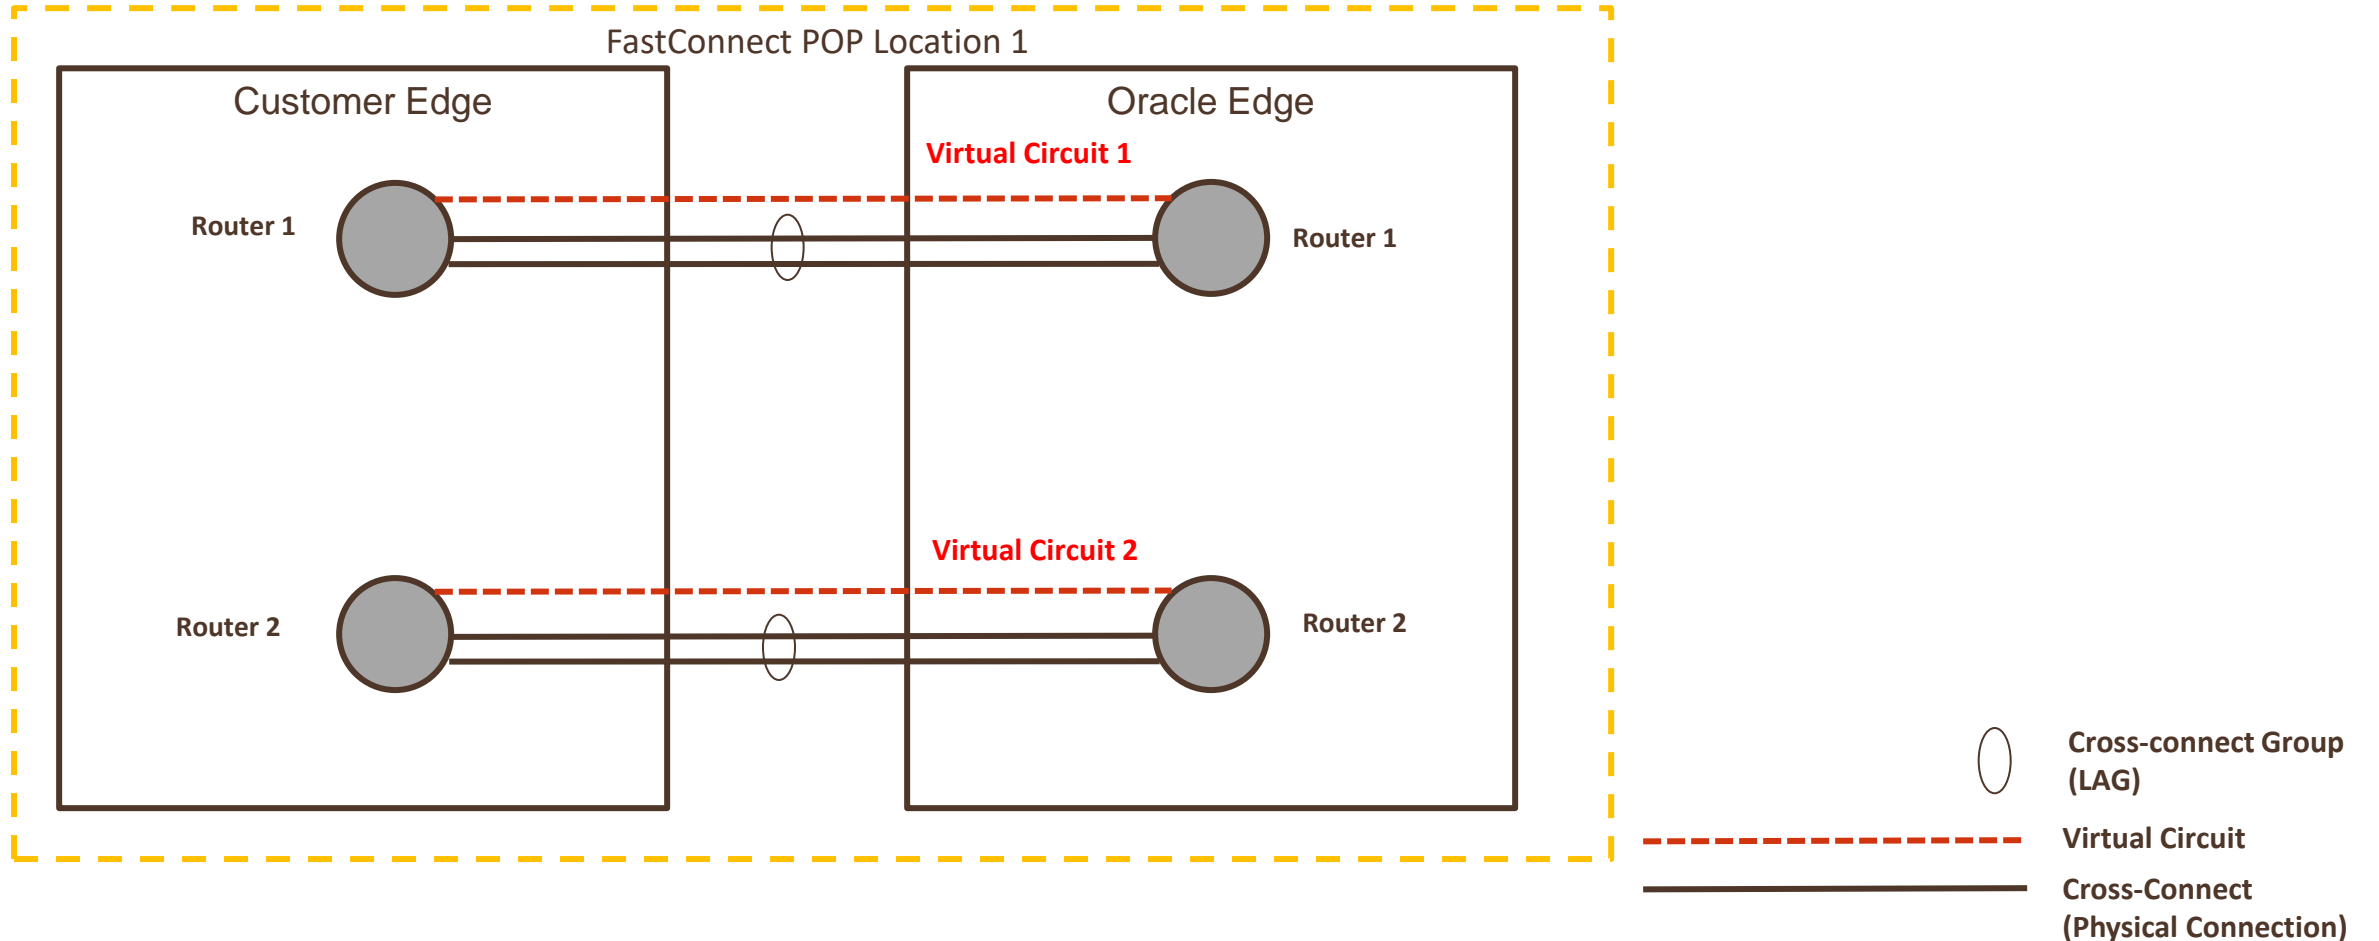 FastConnect POP Location 1
Customer Edge
Oracle Edge
Virtual Circuit 1
Router 1
Router 1
Virtual Circuit 2
Router 2
Router 2
Cross-connect Group
(LAG)
Virtual Circuit
Cross-Connect
(Physical Connection)